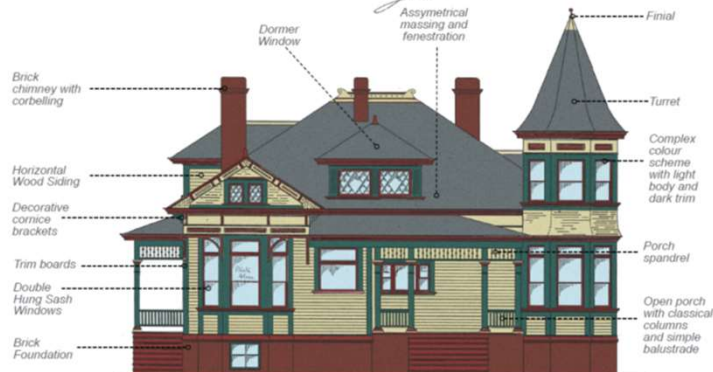 Assymetrical
massing and
fenestration
Dormer
Window
Finial
Brick
chimney with
corbelling
Turret
Complex
colour
scheme
with light
body and
dark trim
Horizontal
Wood Siding
Decorative
cornice
brackets
Porch
spandrel
Trim boards
Double
Hung Sash
Windows
Open porch
with classical
columns
and simple
balustrade
Brick
Foundation